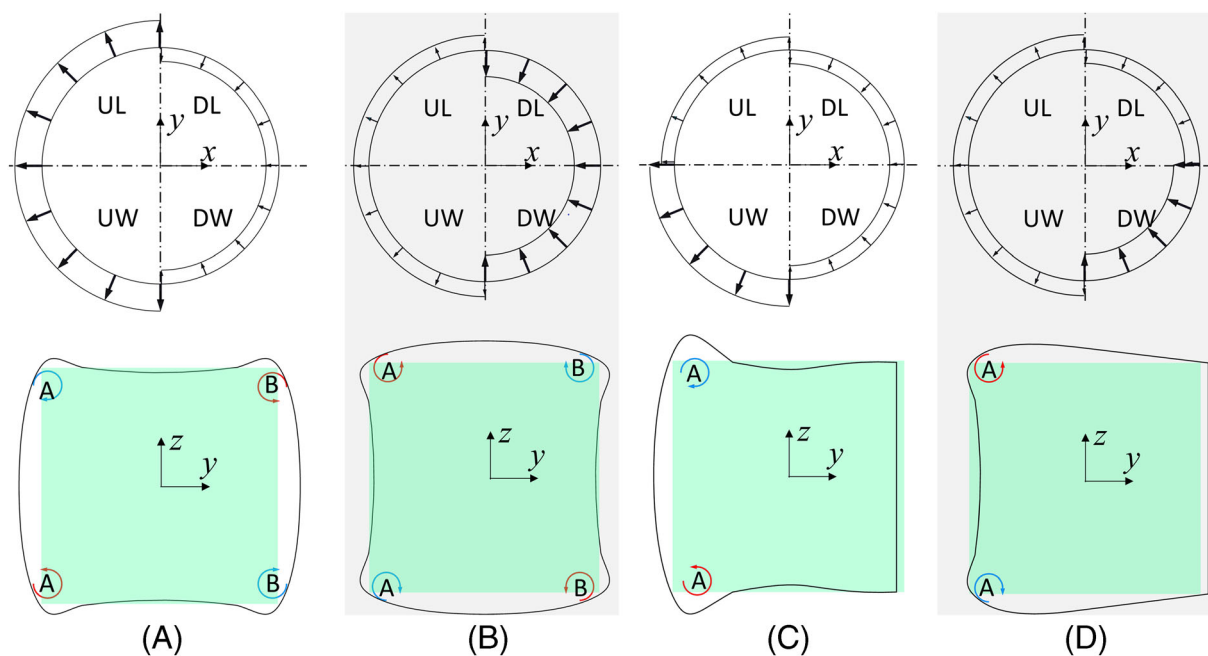 UL DL UL DL UL DL UL DL
y y y y
x x x x
UW DW UW DW UW DW UW DW
A B A B A A
z z z z
y y y y
A B A B A A
(A) (B) (C) (D)